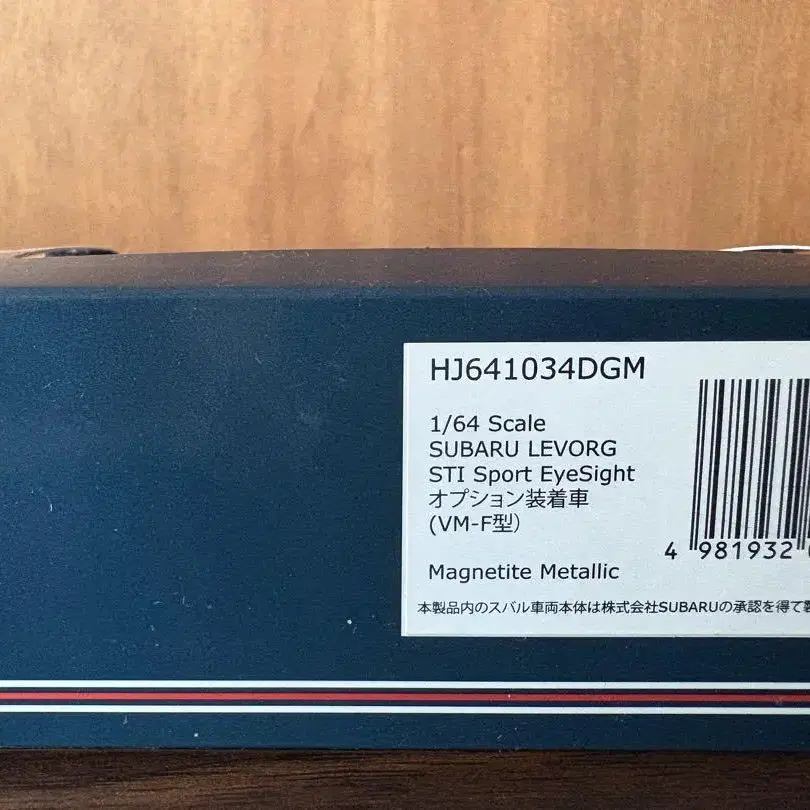 HJ641034DGM
1/64 Scale
SUBARU LEVORG
STI Sport EyeSight
オプション装着車
(VM-F型)
Magnetite Metallic
4 981932
本製品内のスバル車両本体は株式会社SUBARUの承認を得て